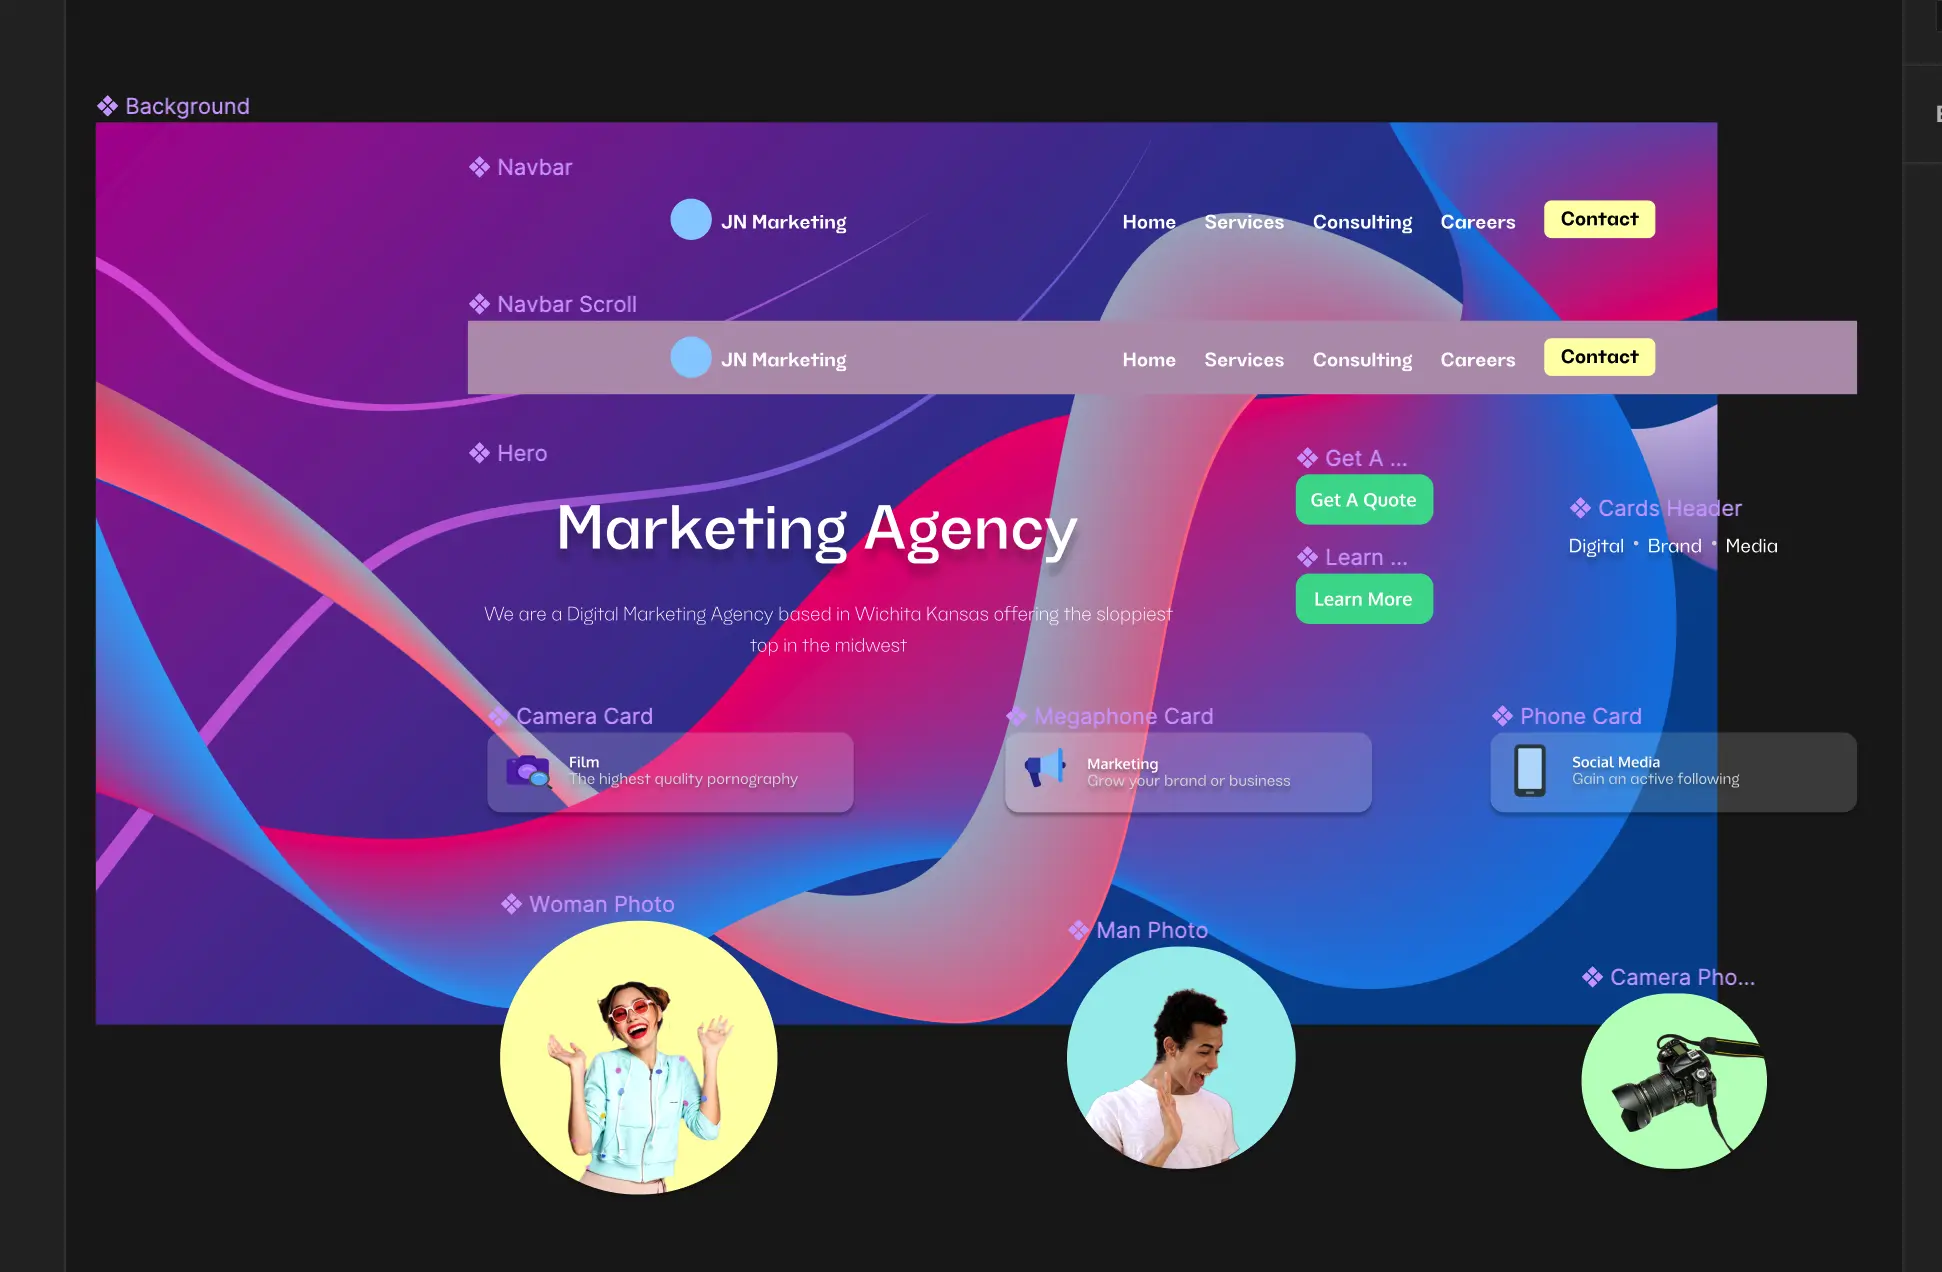 Background
Navbar
JN Marketing
Home Services Consulting Careers Contact
Navbar Scroll
JN Marketing
Home Services Consulting Careers Contact
Hero
Marketing Agency
We are a Digital Marketing Agency based in Wichita Kansas offering the sloppiest
top in the midwest
Get A ...
Get A Quote
Learn ...
Learn More
Cards Header
Digital • Brand • Media
Camera Card
Film
The highest quality pornography
Megaphone Card
Marketing
Grow your brand or business
Phone Card
Social Media
Gain an active following
Woman Photo
Man Photo
Camera Pho...